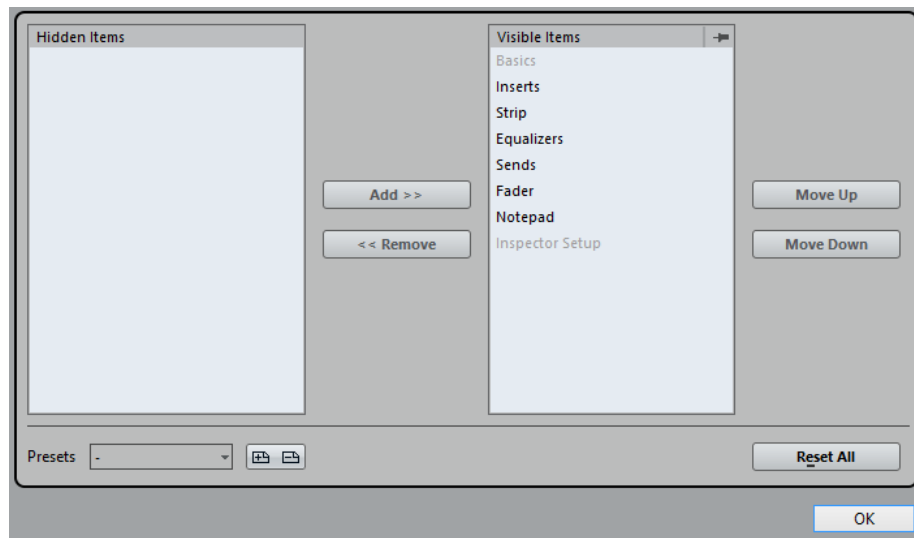 Hidden Items
Visible Items
Basics
Inserts
Strip
Equalizers
Sends
Fader
Notepad
Inspector Setup
Add >>
<< Remove
Move Up
Move Down
Presets -
Reset All
OK